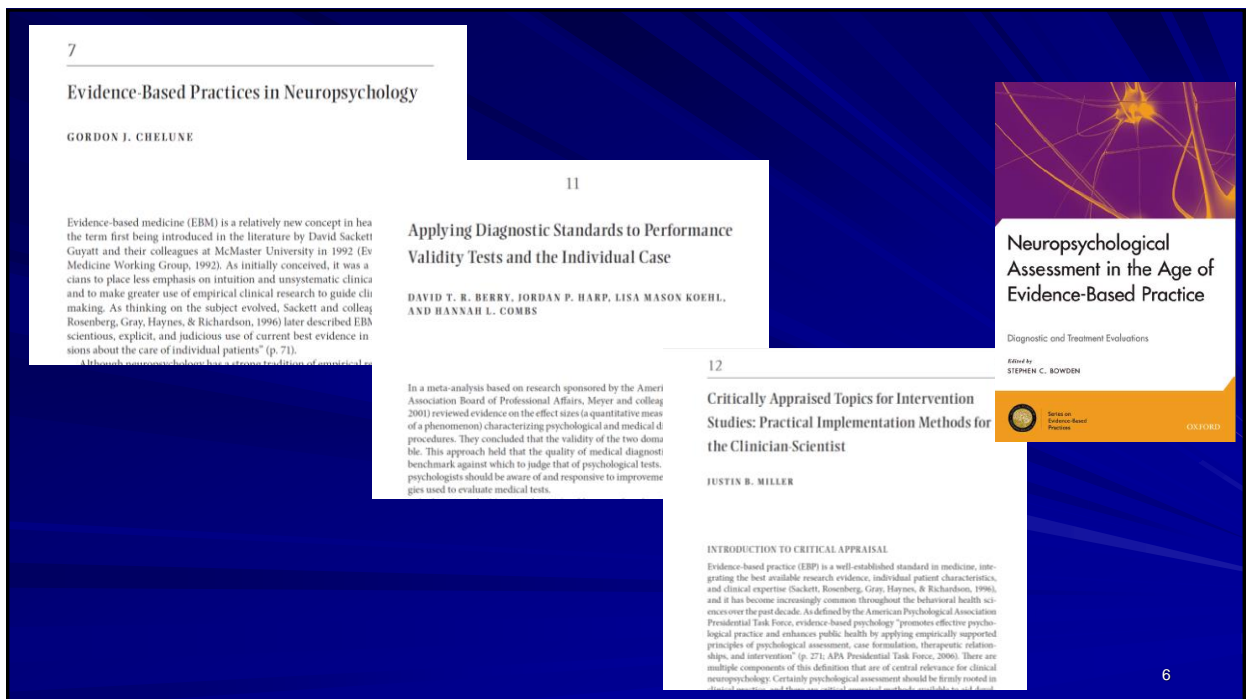 7
Evidence-Based Practices in Neuropsychology
GORDON J. CHELUNE
Evidence-based medicine (EBM) is a relatively new concept in hea
the term first being introduced in the literature by David Sackett
Guyatt and their colleagues at McMaster University in 1992 (Ev
Medicine Working Group, 1992). As initially conceived, it was a
cians to place less emphasis on intuition and unsystematic clinica
and to make greater use of empirical clinical research to guide clin
making. As thinking on the subject evolved, Sackett and colleag
Rosenberg, Gray, Haynes, & Richardson, 1996) later described EBM
scientious, explicit, and judicious use of current best evidence in
sions about the care of individual patients” (p. 71).
Although neuropsychology has a strong tradition of empirical re
11
Applying Diagnostic Standards to Performance
Validity Tests and the Individual Case
DAVID T. R. BERRY, JORDAN P. HARP, LISA MASON KOEHL,
AND HANNAH L. COMBS
In a meta-analysis based on research sponsored by the Ameri
Association Board of Professional Affairs, Meyer and colleag
2001) reviewed evidence on the effect sizes (a quantitative meas
of a phenomenon) characterizing psychological and medical di
procedures. They concluded that the validity of the two doma
ble. This approach held that the quality of medical diagnosti
benchmark against which to judge that of psychological tests.
psychologists should be aware of and responsive to improveme
gies used to evaluate medical tests.
12
Critically Appraised Topics for Intervention
Studies: Practical Implementation Methods for
the Clinician-Scientist
JUSTIN B. MILLER
INTRODUCTION TO CRITICAL APPRAISAL
Evidence-based practice (EBP) is a well-established standard in medicine, inte-
grating the best available research evidence, individual patient characteristics,
and clinical expertise (Sackett, Rosenberg, Gray, Haynes, & Richardson, 1996),
and it has become increasingly common throughout the behavioral health sci-
ences over the past decade. As defined by the American Psychological Association
Presidential Task Force, evidence-based psychology “promotes effective psycho-
logical practice and enhances public health by applying empirically supported
principles of psychological assessment, case formulation, therapeutic relation-
ships, and intervention” (p. 271; APA Presidential Task Force, 2006). There are
multiple components of this definition that are of central relevance for clinical
neuropsychology. Certainly psychological assessment should be firmly rooted in
Neuropsychological
Assessment in the Age of
Evidence-Based Practice
Diagnostic and Treatment Evaluations
Edited by
STEPHEN C. BOWDEN
Series on
Evidence-Based
Practices
OXFORD
6